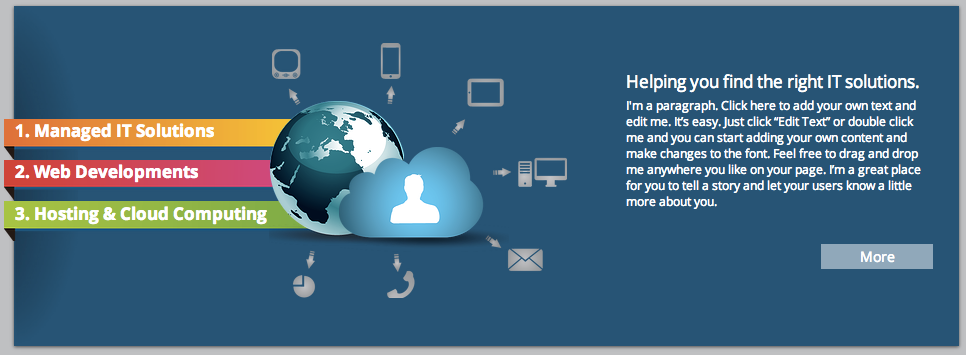 1. Managed IT Solutions
2. Web Developments
3. Hosting & Cloud Computing
Helping you find the right IT solutions.
I'm a paragraph. Click here to add your own text and
edit me. It's easy. Just click “Edit Text” or double click
me and you can start adding your own content and
make changes to the font. Feel free to drag and drop
me anywhere you like on your page. I'm a great place
for you to tell a story and let your users know a little
more about you.
More